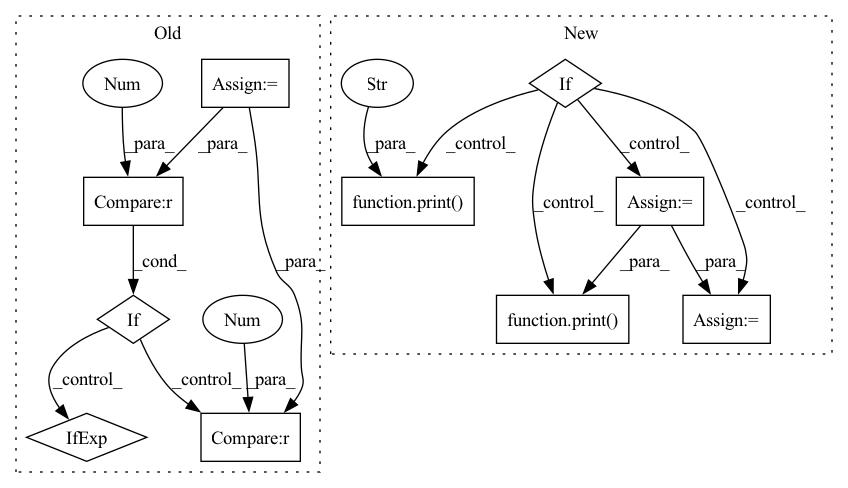 Old
New
Num
Assign:=
Str
If
_para_
_para_
_para_
_control_
_control_
Compare:r
function.print()
Assign:=
_cond_
_para_
_control_
_control_
_para_
_para_
If
Num
function.print()
Assign:=
_control_
_control_
_para_
IfExp
Compare:r